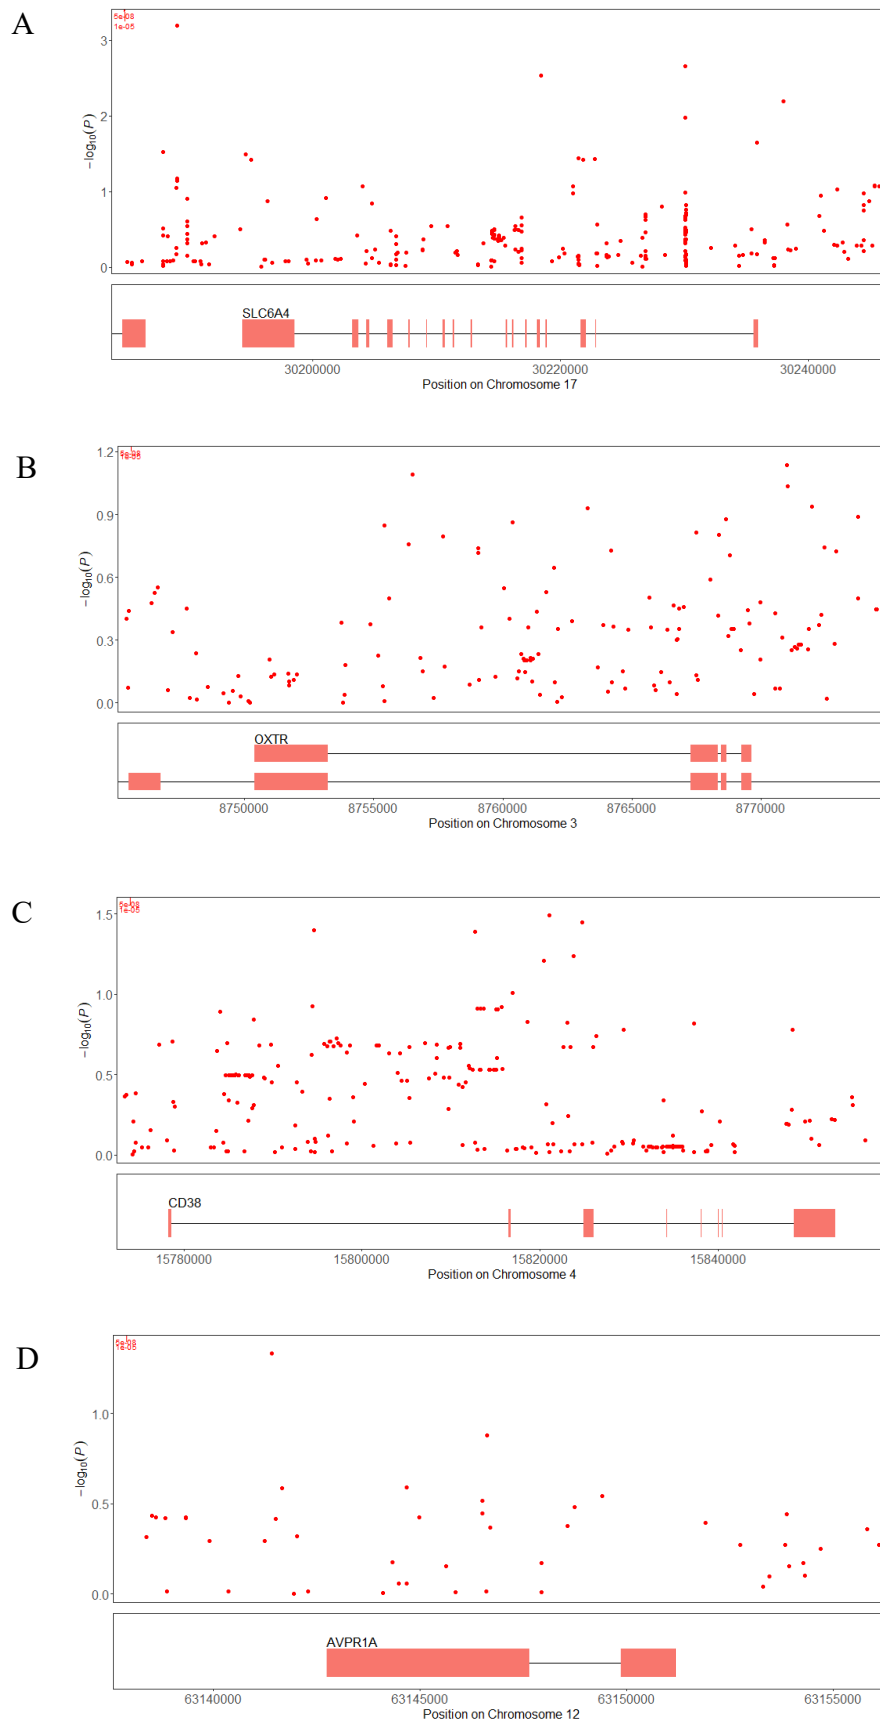 A
5e-08
1e-05
3
2
1
0
−log10(P)
SLC6A4
30200000 30220000 30240000
Position on Chromosome 17
B
5e-08
1e-05
1.2
0.9
0.6
0.3
0.0
−log10(P)
OXTR
8750000 8755000 8760000 8765000 8770000
Position on Chromosome 3
C
5e-08
1e-05
1.5
1.0
0.5
0.0
−log10(P)
CD38
15780000 15800000 15820000 15840000
Position on Chromosome 4
D
5e-08
1e-05
1.0
0.5
0.0
−log10(P)
AVPR1A
63140000 63145000 63150000 63155000
Position on Chromosome 12